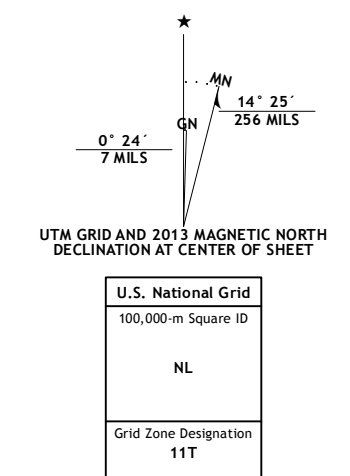 ★
MN
GN
14° 25´
256 MILS
0° 24´
7 MILS
UTM GRID AND 2013 MAGNETIC NORTH
DECLINATION AT CENTER OF SHEET
U.S. National Grid
100,000-m Square ID
NL
Grid Zone Designation
11T